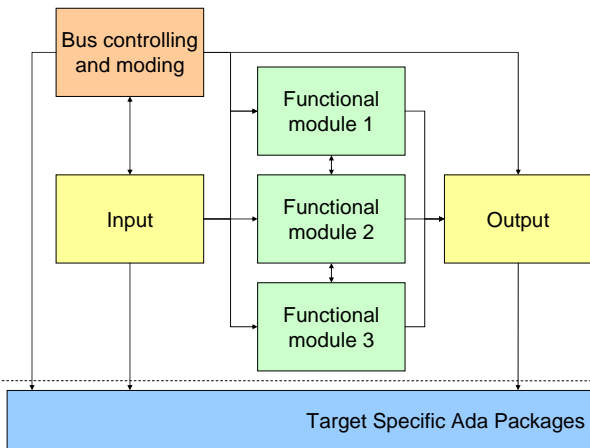 Bus controlling
and moding
Functional
module 1
Input
Functional
module 2
Output
Functional
module 3
Target Specific Ada Packages